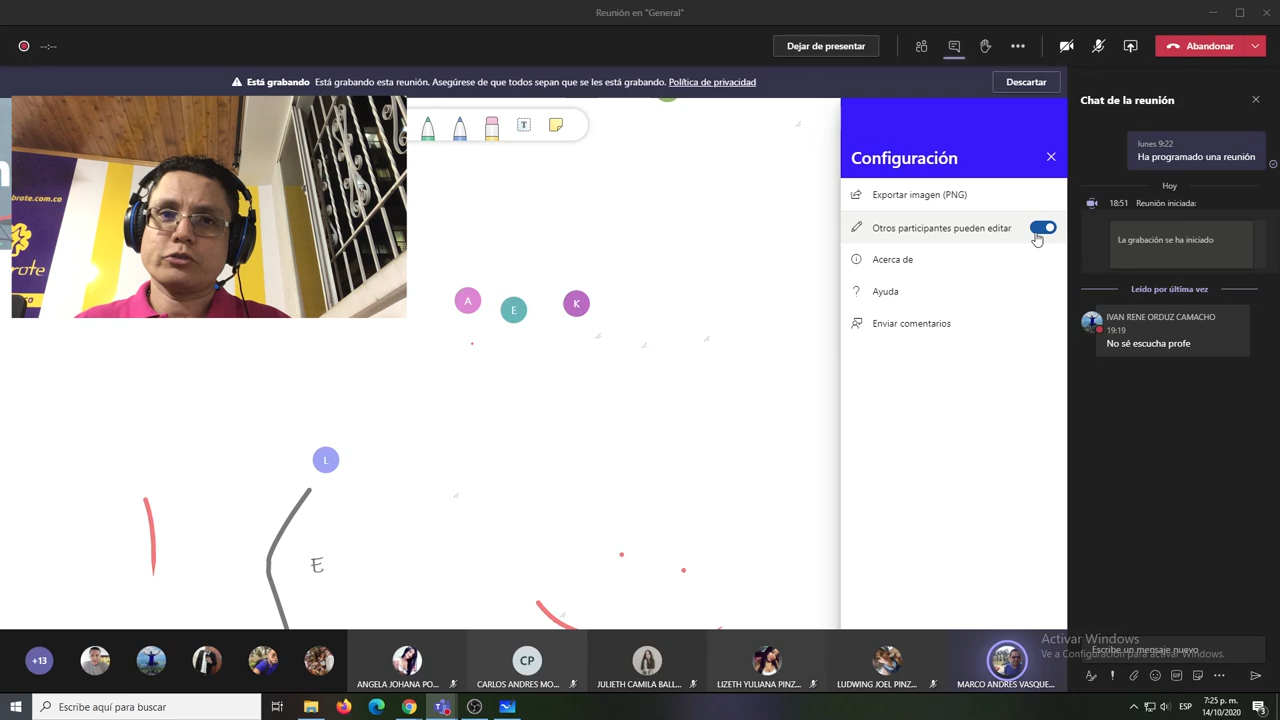 Reunión en "General"
--:--
Dejar de presentar
Abandonar
Está grabando Está grabando esta reunión. Asegúrese de que todos sepan que se les está grabando. Política de privacidad
Descartar
brote.com.co
rote
CO
T
Configuración
Exportar imagen (PNG)
Otros participantes pueden editar
Acerca de
Ayuda
Enviar comentarios
A
E
K
L
E
Chat de la reunión
lunes 9:22
Ha programado una reunión
Hoy
18:51 Reunión iniciada:
La grabación se ha iniciado
Leído por última vez
IVAN RENE ORDUZ CAMACHO
19:19
No sé escucha profe
Activar Windows
Ve a Configuración para activar Windows.
Escribe un mensaje nuevo
+13
CP
ANGELA JOHANA PO...
CARLOS ANDRES MO...
JULIETH CAMILA BALL...
LIZETH YULIANA PINZ...
LUDWING JOEL PINZ...
MARCO ANDRES VASQUE...
Escribe aquí para buscar
ESP
7:25 p. m.
14/10/2020